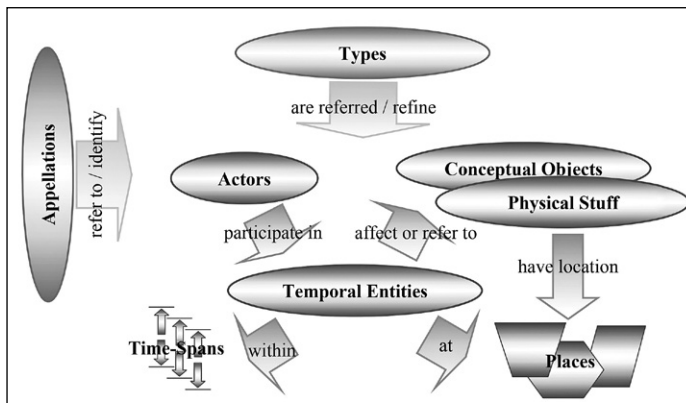 Types
are referred / refine
Appellations
refer to / identify
Actors
Conceptual Objects
Physical Stuff
participate in
affect or refer to
have location
Temporal Entities
Time-Spans
within
at
Places